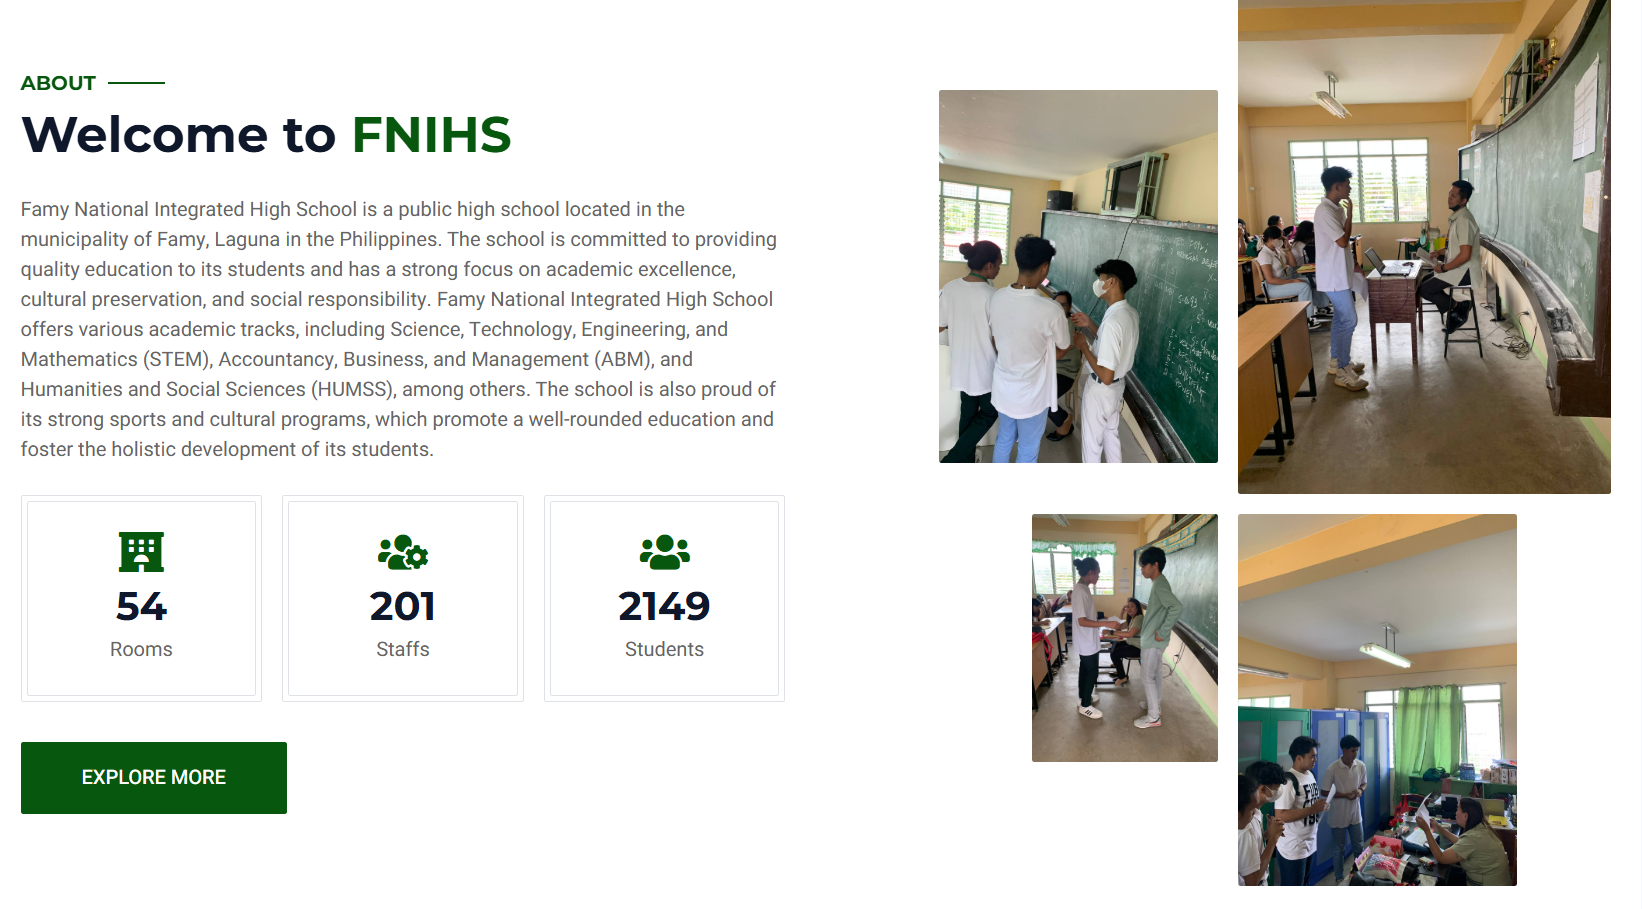 ABOUT
Welcome to FNIHS
Famy National Integrated High School is a public high school located in the
municipality of Famy, Laguna in the Philippines. The school is committed to providing
quality education to its students and has a strong focus on academic excellence,
cultural preservation, and social responsibility. Famy National Integrated High School
offers various academic tracks, including Science, Technology, Engineering, and
Mathematics (STEM), Accountancy, Business, and Management (ABM), and
Humanities and Social Sciences (HUMSS), among others. The school is also proud of
its strong sports and cultural programs, which promote a well-rounded education and
foster the holistic development of its students.
54
Rooms
201
Staffs
2149
Students
EXPLORE MORE